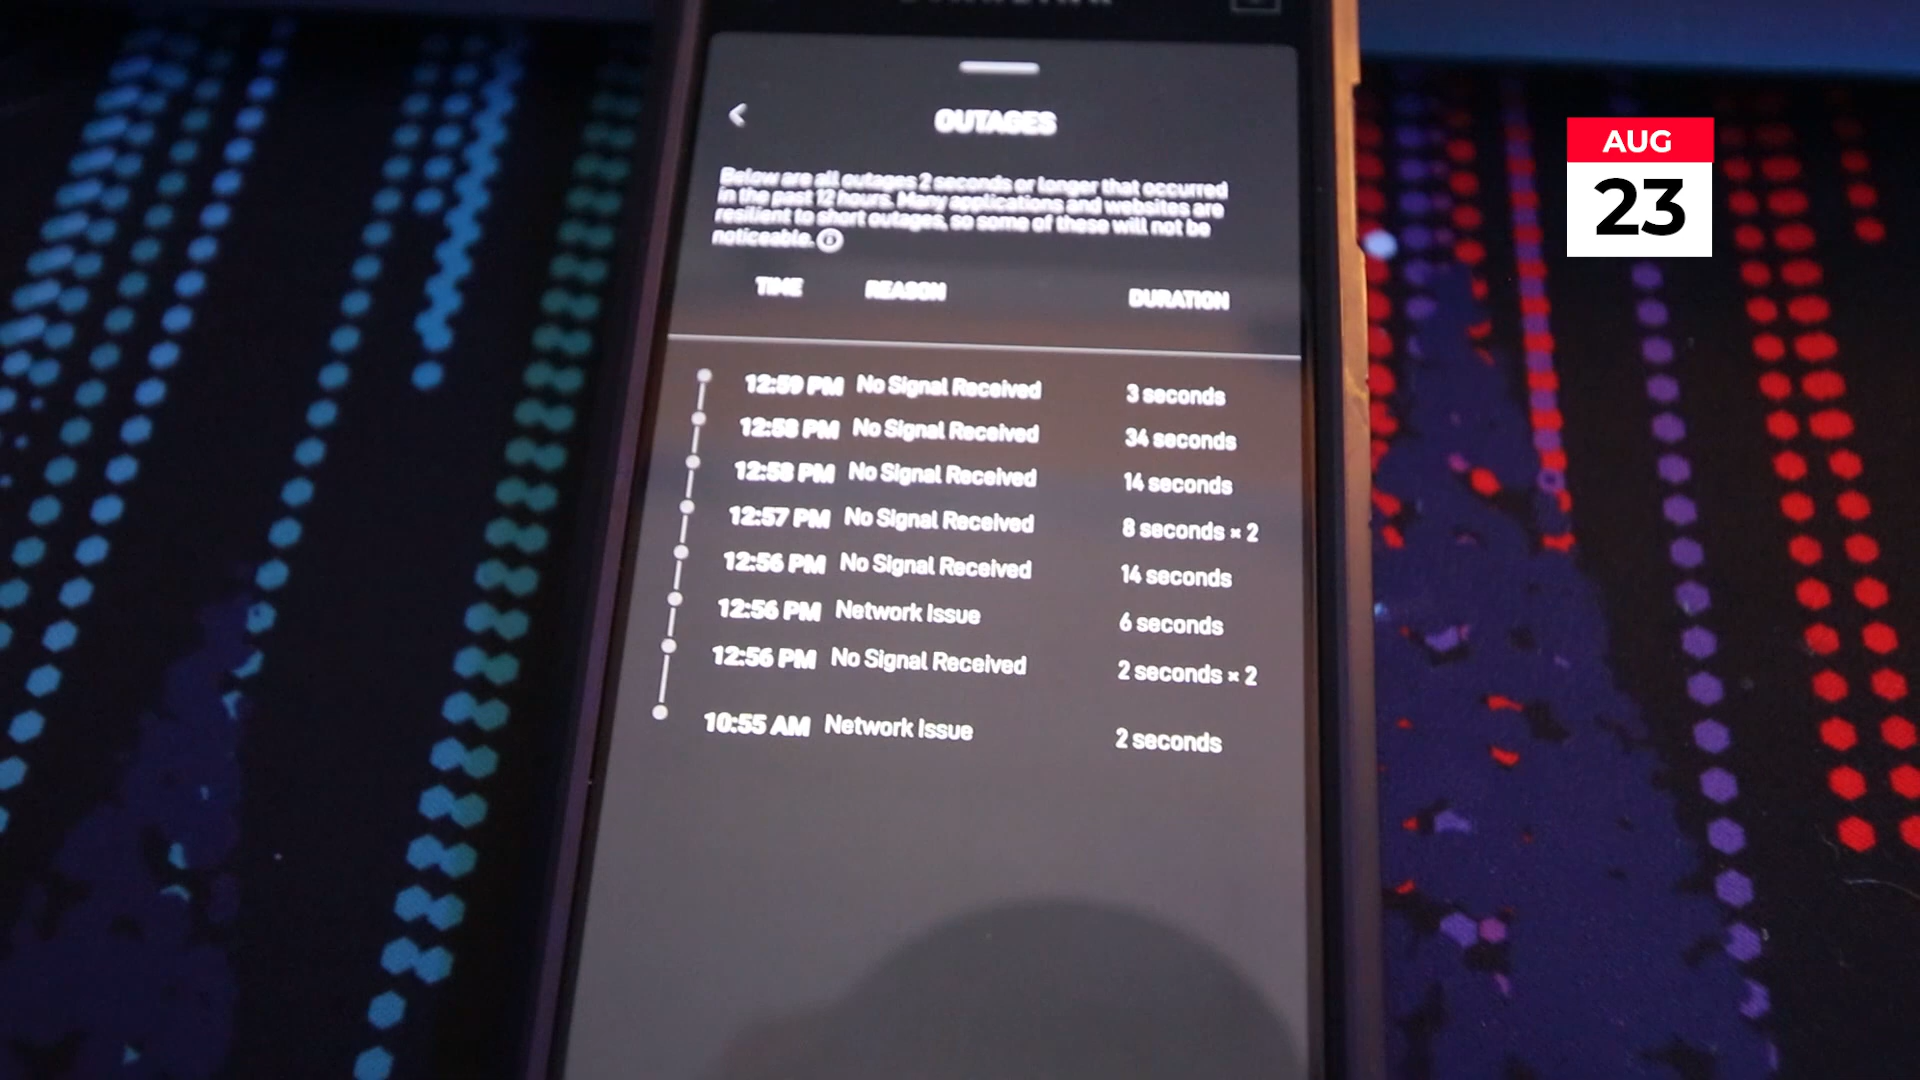 OUTAGES
Below are all outages 2 seconds or longer that occurred
in the past 12 hours. Many applications and websites are
resilient to short outages, so some of these will not be
noticeable.
TIME REASON DURATION
12:59 PM No Signal Received 3 seconds
12:58 PM No Signal Received 34 seconds
12:58 PM No Signal Received 14 seconds
12:57 PM No Signal Received 8 seconds × 2
12:56 PM No Signal Received 14 seconds
12:56 PM Network Issue 6 seconds
12:56 PM No Signal Received 2 seconds × 2
10:55 AM Network Issue 2 seconds
AUG
23